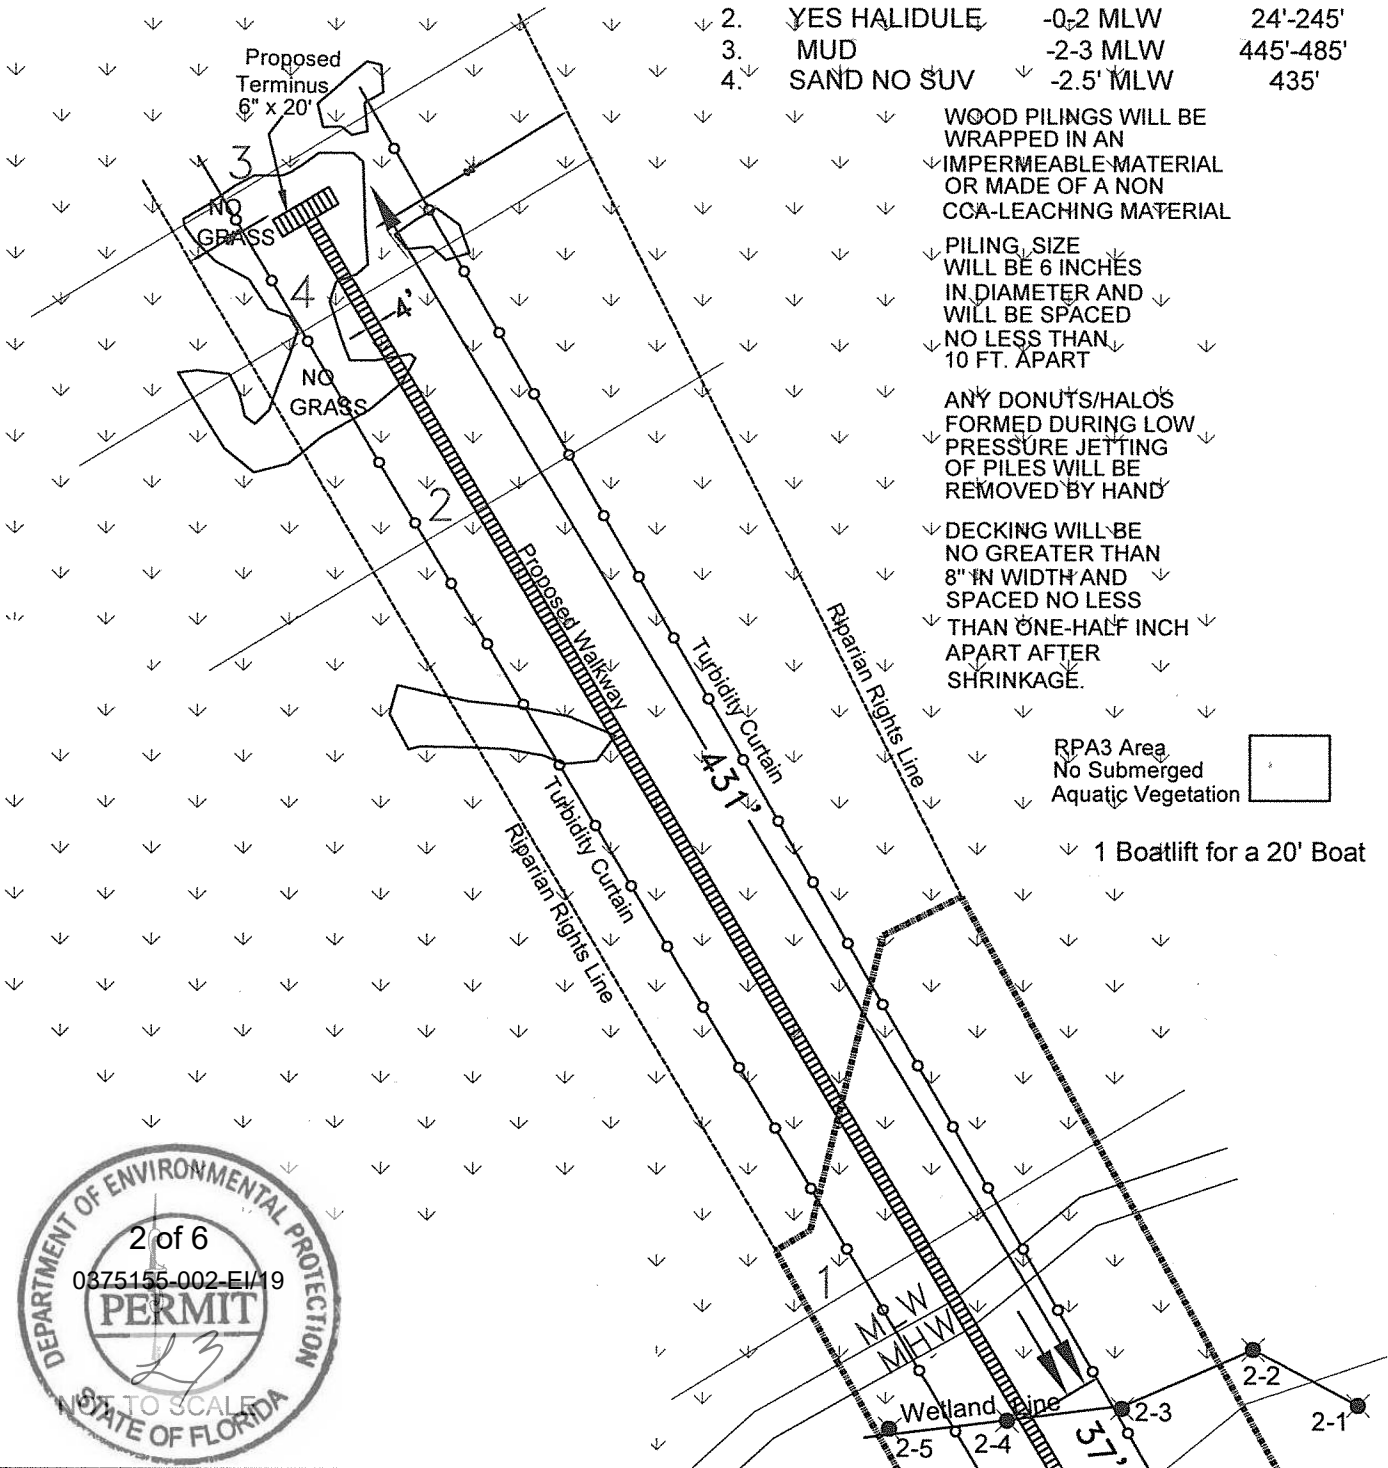 2. YES HALIDULE -0-2 MLW 24'-245'
3. MUD -2-3 MLW 445'-485'
4. SAND NO SUV -2.5' MLW 435'
Proposed
Terminus
6" x 20'
WOOD PILINGS WILL BE
WRAPPED IN AN
IMPERMEABLE MATERIAL
OR MADE OF A NON
CCA-LEACHING MATERIAL
PILING SIZE
WILL BE 6 INCHES
IN DIAMETER AND
WILL BE SPACED
NO LESS THAN
10 FT. APART
ANY DONUTS/HALOS
FORMED DURING LOW
PRESSURE JETTING
OF PILES WILL BE
REMOVED BY HAND
DECKING WILL BE
NO GREATER THAN
8" IN WIDTH AND
SPACED NO LESS
THAN ONE-HALF INCH
APART AFTER
SHRINKAGE.
RPA3 Area
No Submerged
Aquatic Vegetation
1 Boatlift for a 20' Boat
3
NO
GRASS
4
4'
NO
GRASS
2
Proposed Walkway
Turbidity Curtain
Riparian Rights Line
431'
Turbidity Curtain
Riparian Rights Line
1
MLW
MHW
Wetland Line
2-5
2-4
2-3
2-2
2-1
37'
DEPARTMENT OF ENVIRONMENTAL PROTECTION
2 of 6
0375155-002-EI/19
PERMIT
NOT TO SCALE
STATE OF FLORIDA